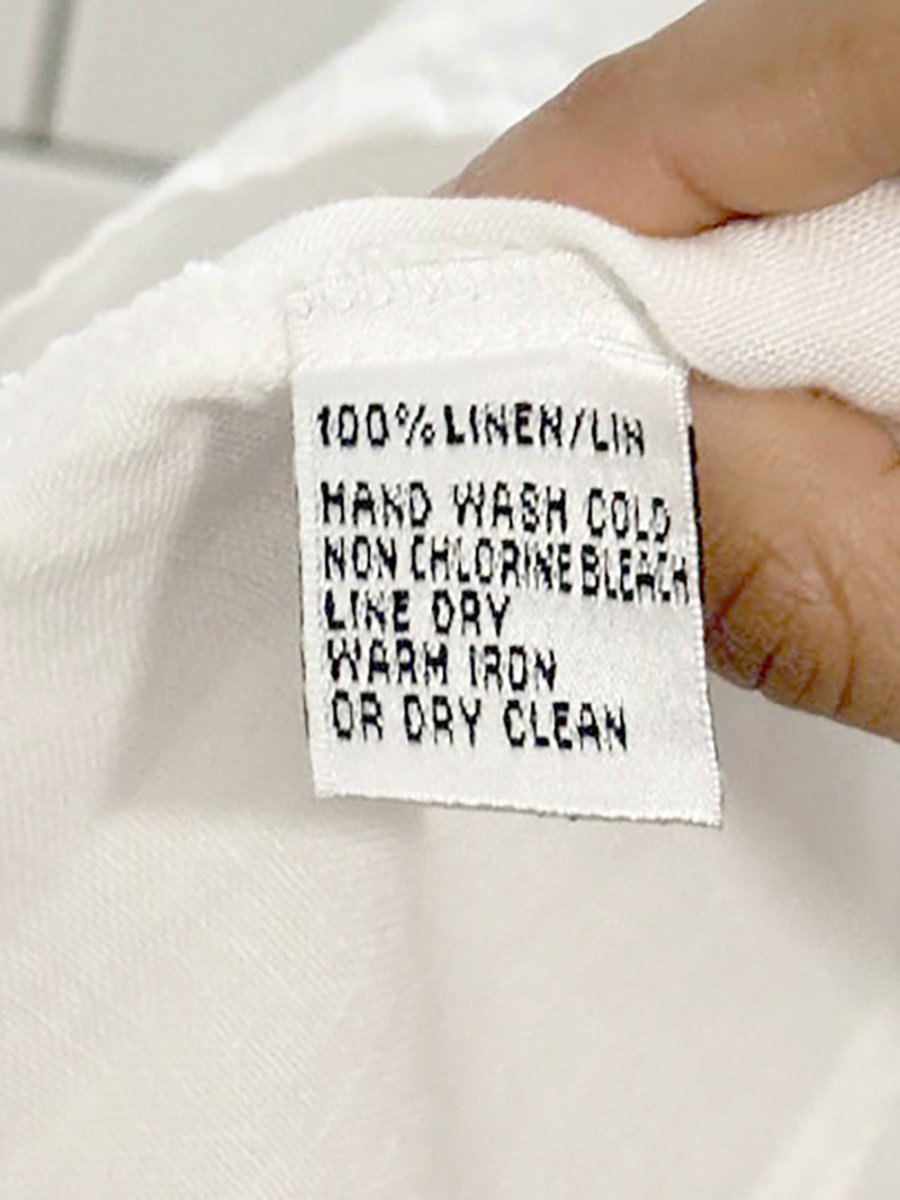 100% LINEN/LIN
HAND WASH COLD
NON CHLORINE BLEACH
LINE DRY
WARM IRON
OR DRY CLEAN